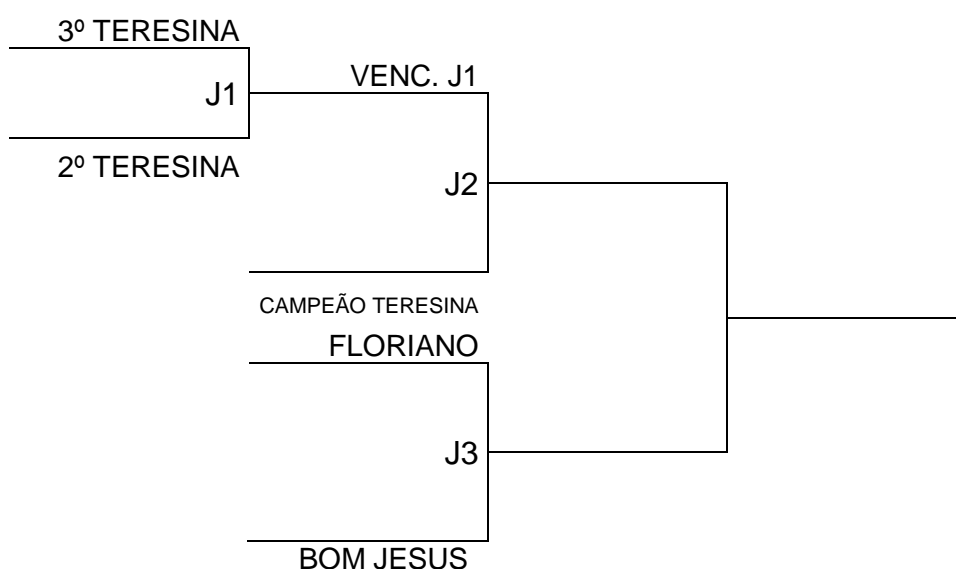 3º TERESINA
VENC. J1
J1
2º TERESINA
J2
CAMPEÃO TERESINA
FLORIANO
J3
BOM JESUS